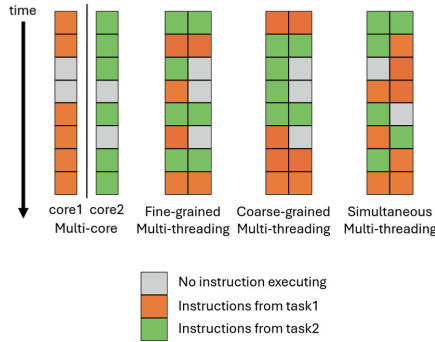 time
core1 core2
Multi-core
Fine-grained
Multi-threading
Coarse-grained
Multi-threading
Simultaneous
Multi-threading
No instruction executing
Instructions from task1
Instructions from task2